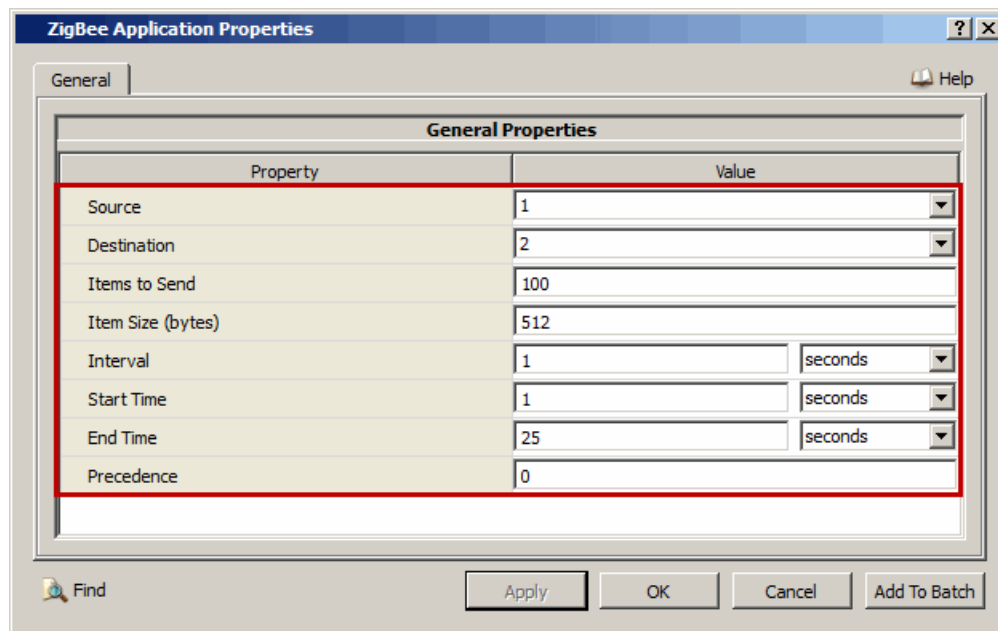 ZigBee Application Properties ? X
General Help
General Properties
Property Value
Source 1
Destination 2
Items to Send 100
Item Size (bytes) 512
Interval 1 seconds
Start Time 1 seconds
End Time 25 seconds
Precedence 0
Find Apply OK Cancel Add To Batch